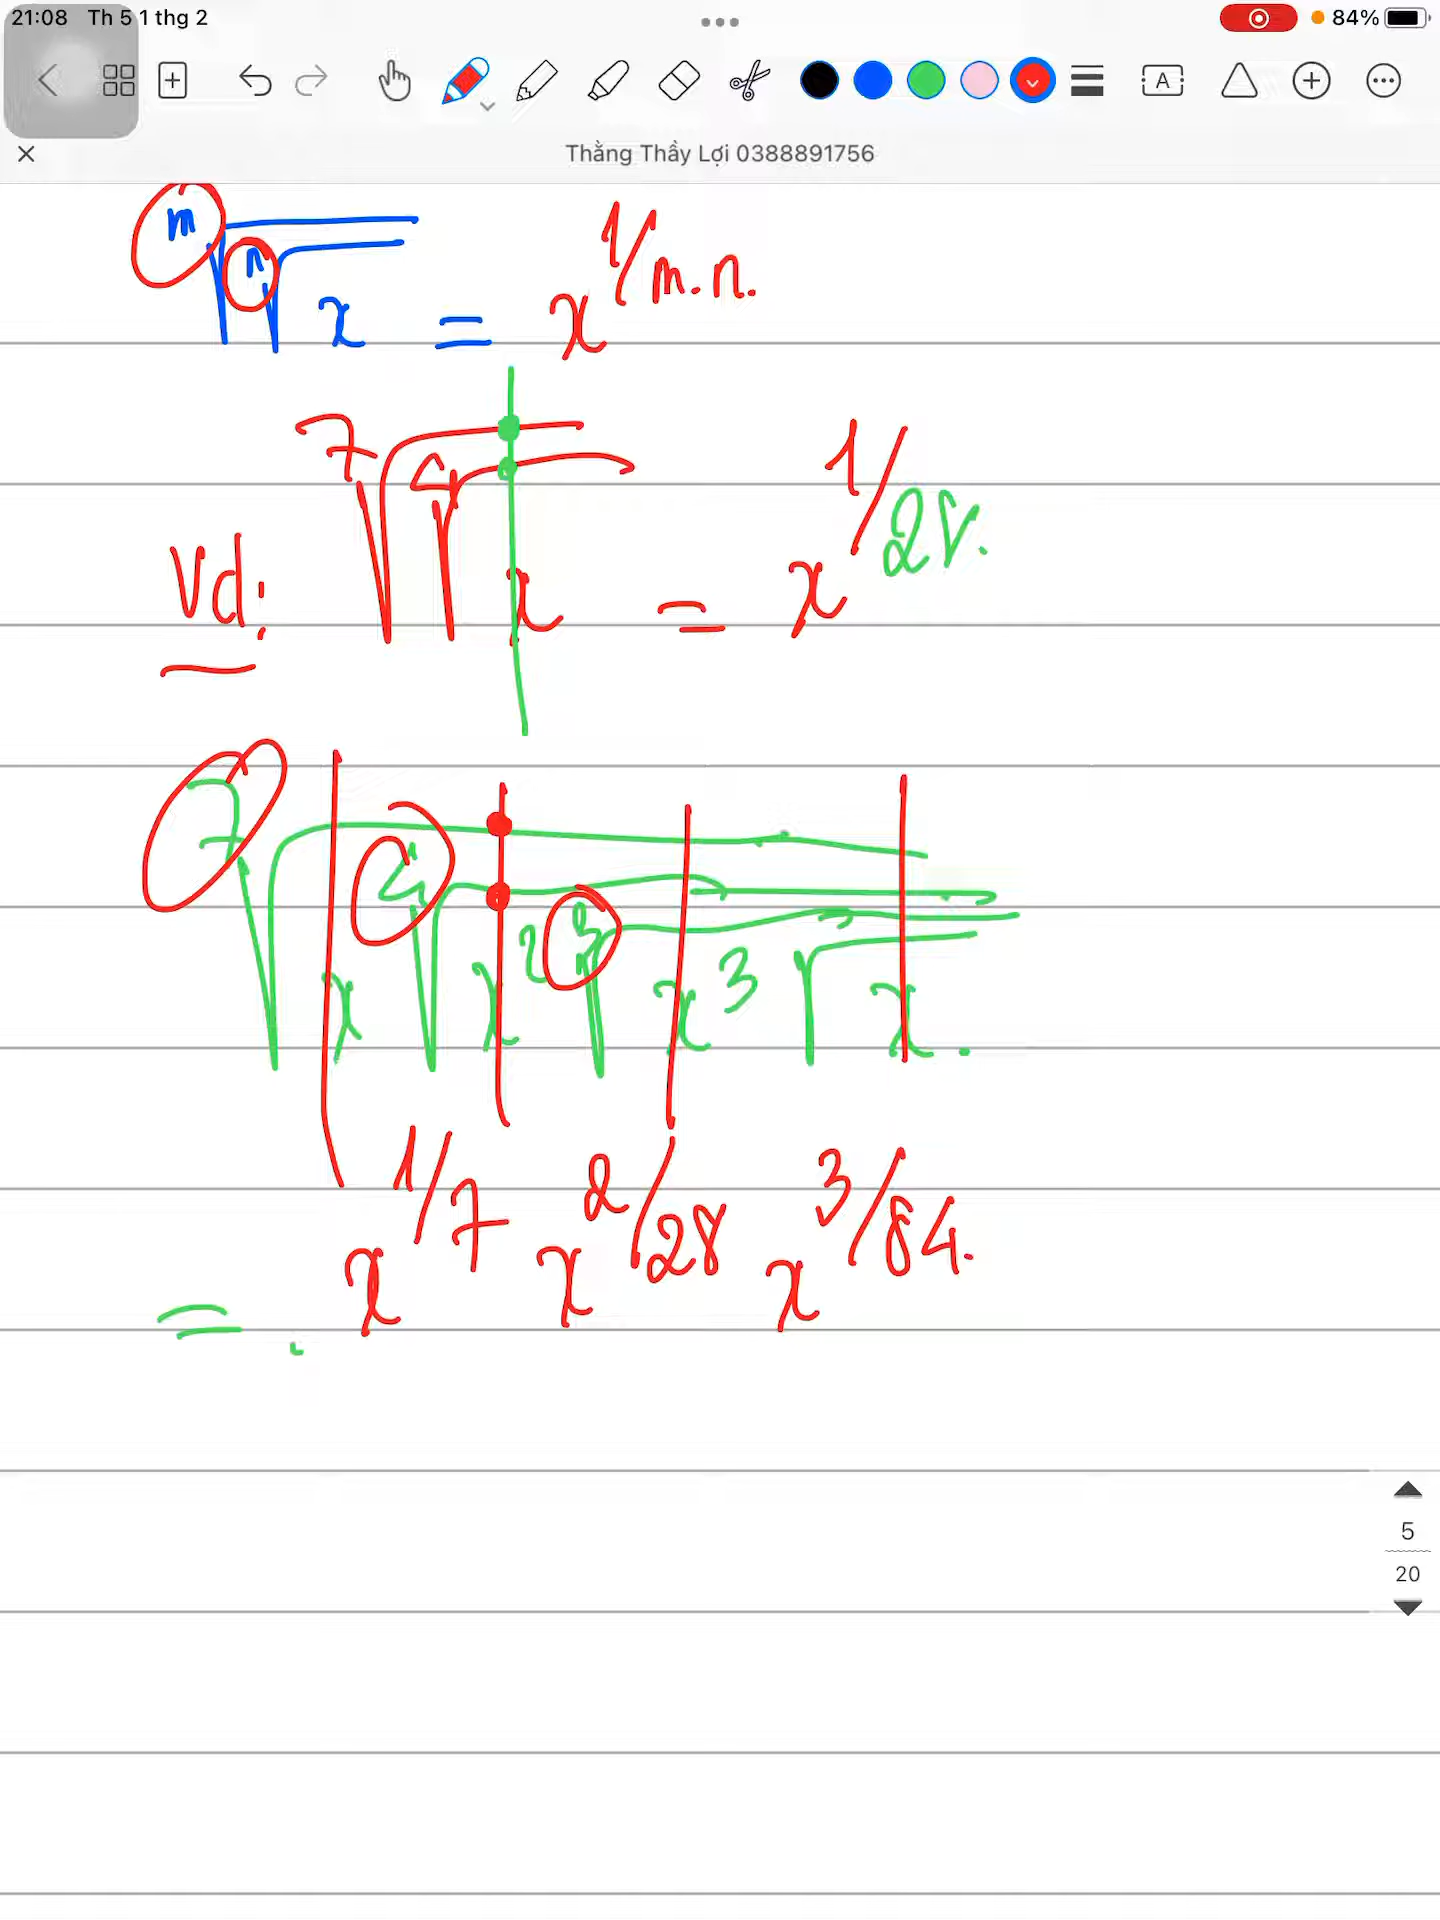 21:08 Th 5 1 thg 2 84%
A
Thằng Thầy Lợi 0388891756
m√ n√ x = x^1/m.n.
Vd: 7√ 4√ x = x^1/28.
7√ x 4√ x^2 3√ x^3 √ x.
= . x^1/7 x^2/28 x^3/84.
5
20